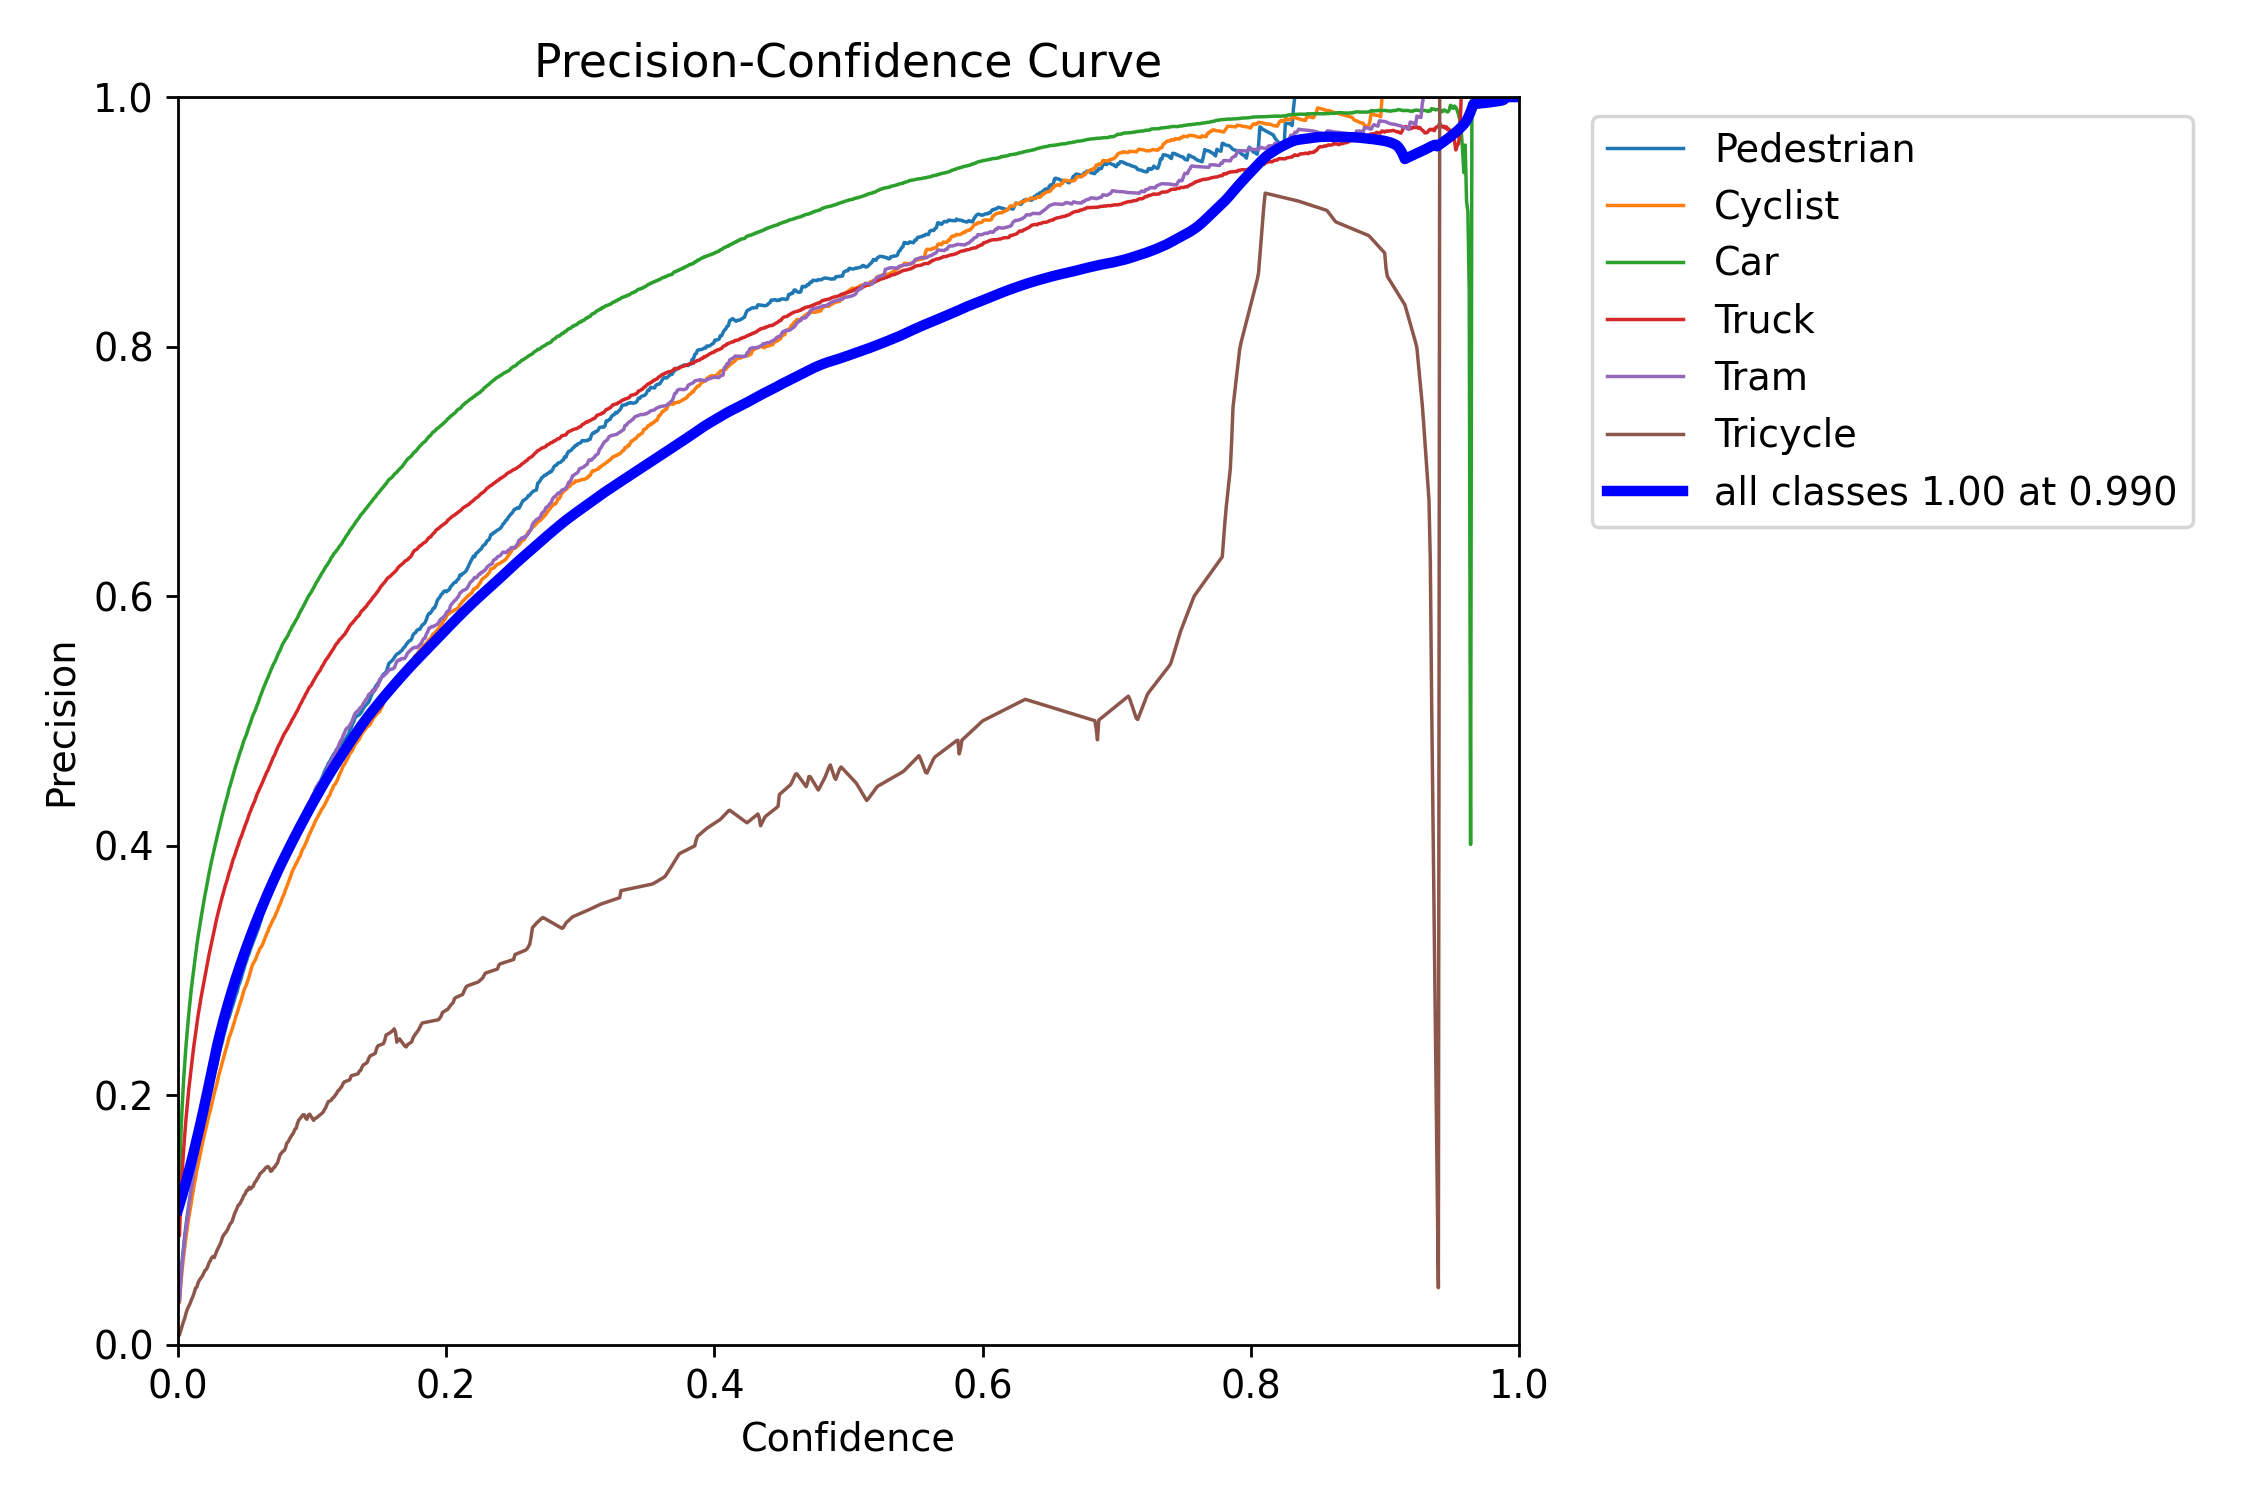 Precision-Confidence Curve
1.0
0.8
0.6
0.4
0.2
0.0
Precision
0.0 0.2 0.4 0.6 0.8 1.0
Confidence
Pedestrian
Cyclist
Car
Truck
Tram
Tricycle
all classes 1.00 at 0.990